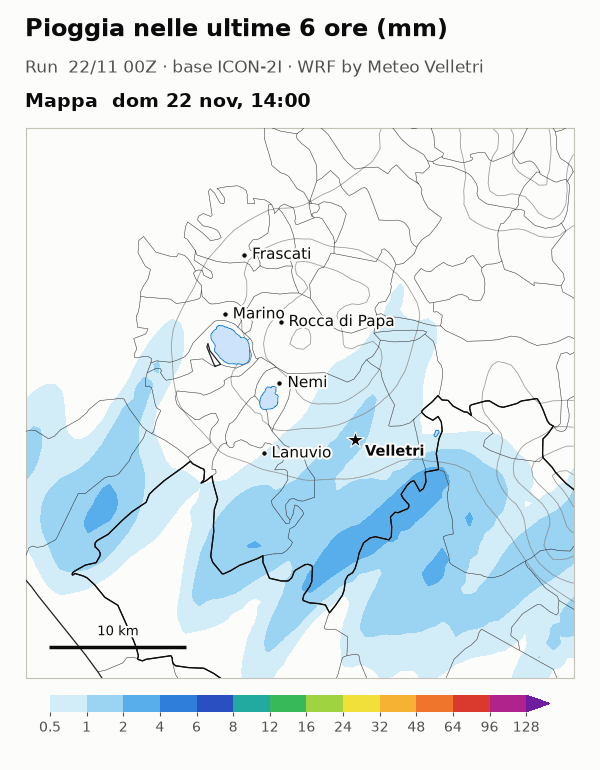 Pioggia nelle ultime 6 ore (mm)
Run  22/11 00Z · base ICON-2I · WRF by Meteo Velletri
Mappa  dom 22 nov, 14:00
Frascati
Marino
Rocca di Papa
Nemi
Velletri
Lanuvio
10 km
0.5 1 2 4 6 8 12 16 24 32 48 64 96 128